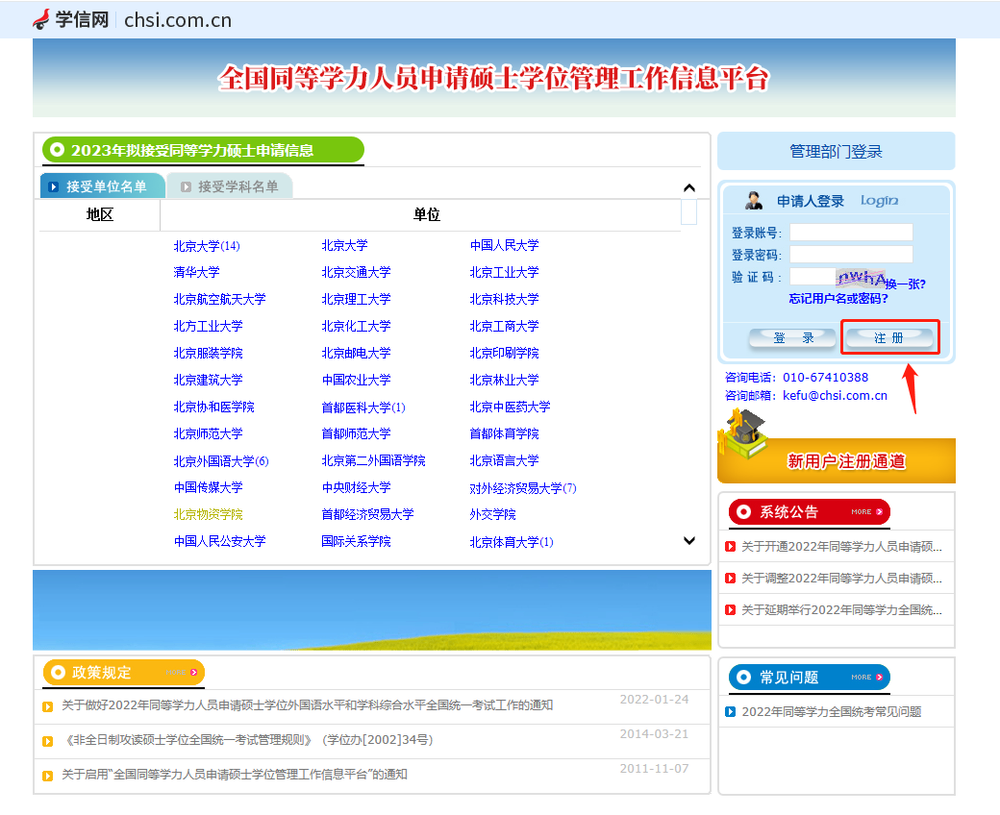 学信网 chsi.com.cn
全国同等学力人员申请硕士学位管理工作信息平台
2023年拟接受同等学力硕士申请信息
接受单位名单 接受学科名单
地区 单位
北京大学(14) 北京大学 中国人民大学
清华大学 北京交通大学 北京工业大学
北京航空航天大学 北京理工大学 北京科技大学
北方工业大学 北京化工大学 北京工商大学
北京服装学院 北京邮电大学 北京印刷学院
北京建筑大学 中国农业大学 北京林业大学
北京协和医学院 首都医科大学(1) 北京中医药大学
北京师范大学 首都师范大学 首都体育学院
北京外国语大学(6) 北京第二外国语学院 北京语言大学
中国传媒大学 中央财经大学 对外经济贸易大学(7)
北京物资学院 首都经济贸易大学 外交学院
中国人民公安大学 国际关系学院 北京体育大学(1)
管理部门登录
申请人登录 Login
登录账号:
登录密码:
验证码: nwhA 换一张?
忘记用户名或密码?
登 录 注 册
咨询电话: 010-67410388
咨询邮箱: kefu@chsi.com.cn
新用户注册通道
系统公告 MORE
关于开通2022年同等学力人员申请硕...
关于调整2022年同等学力人员申请硕...
关于延期举行2022年同等学力全国统...
政策规定
关于做好2022年同等学力人员申请硕士学位外国语水平和学科综合水平全国统一考试工作的通知 2022-01-24
《非全日制攻读硕士学位全国统一考试管理规则》（学位办[2002]34号） 2014-03-21
关于启用“全国同等学力人员申请硕士学位管理工作信息平台”的通知 2011-11-07
常见问题 MORE
2022年同等学力全国统考常见问题